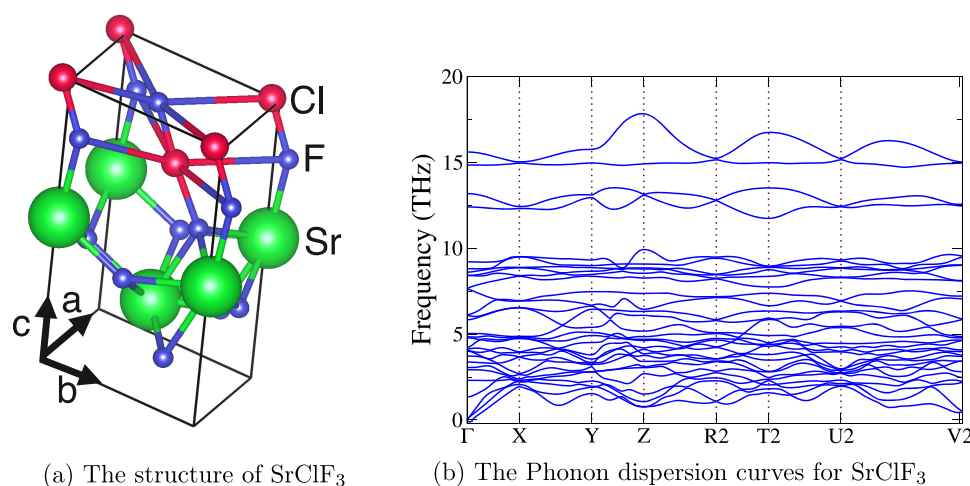 Cl
F
Sr
a
c
b
Frequency (THz)
20
15
10
5
0
Γ X Y Z R2 T2 U2 V2
(a) The structure of SrClF₃
(b) The Phonon dispersion curves for SrClF₃